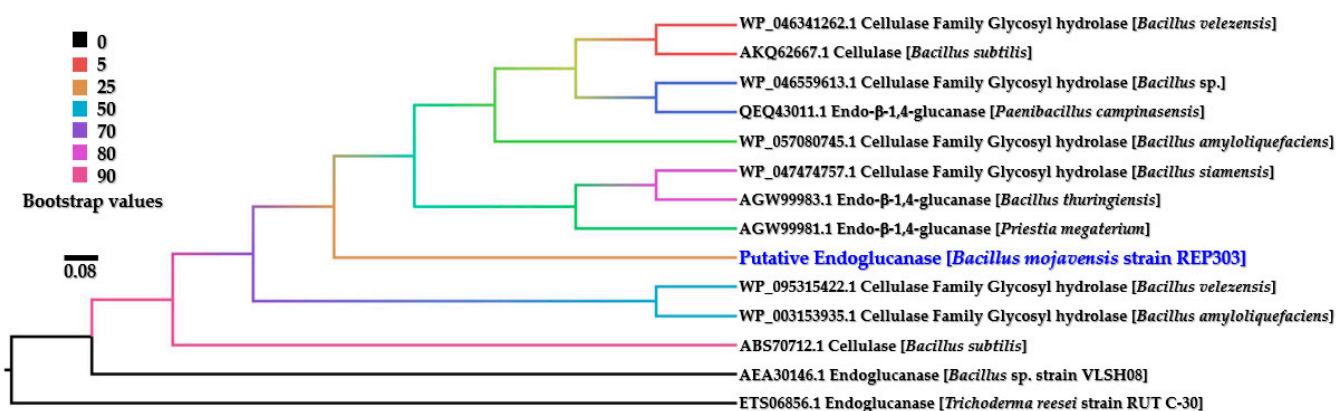 0
5
25
50
70
80
90
Bootstrap values
0.08
WP_046341262.1 Cellulase Family Glycosyl hydrolase [Bacillus velezensis]
AKQ62667.1 Cellulase [Bacillus subtilis]
WP_046559613.1 Cellulase Family Glycosyl hydrolase [Bacillus sp.]
QEQ43011.1 Endo-β-1,4-glucanase [Paenibacillus campinasensis]
WP_057080745.1 Cellulase Family Glycosyl hydrolase [Bacillus amyloliquefaciens]
WP_047474757.1 Cellulase Family Glycosyl hydrolase [Bacillus siamensis]
AGW99983.1 Endo-β-1,4-glucanase [Bacillus thuringiensis]
AGW99981.1 Endo-β-1,4-glucanase [Priestia megaterium]
Putative Endoglucanase [Bacillus mojavensis strain REP303]
WP_095315422.1 Cellulase Family Glycosyl hydrolase [Bacillus velezensis]
WP_003153935.1 Cellulase Family Glycosyl hydrolase [Bacillus amyloliquefaciens]
ABS70712.1 Cellulase [Bacillus subtilis]
AEA30146.1 Endoglucanase [Bacillus sp. strain VLSH08]
ETS06856.1 Endoglucanase [Trichoderma reesei strain RUT C-30]